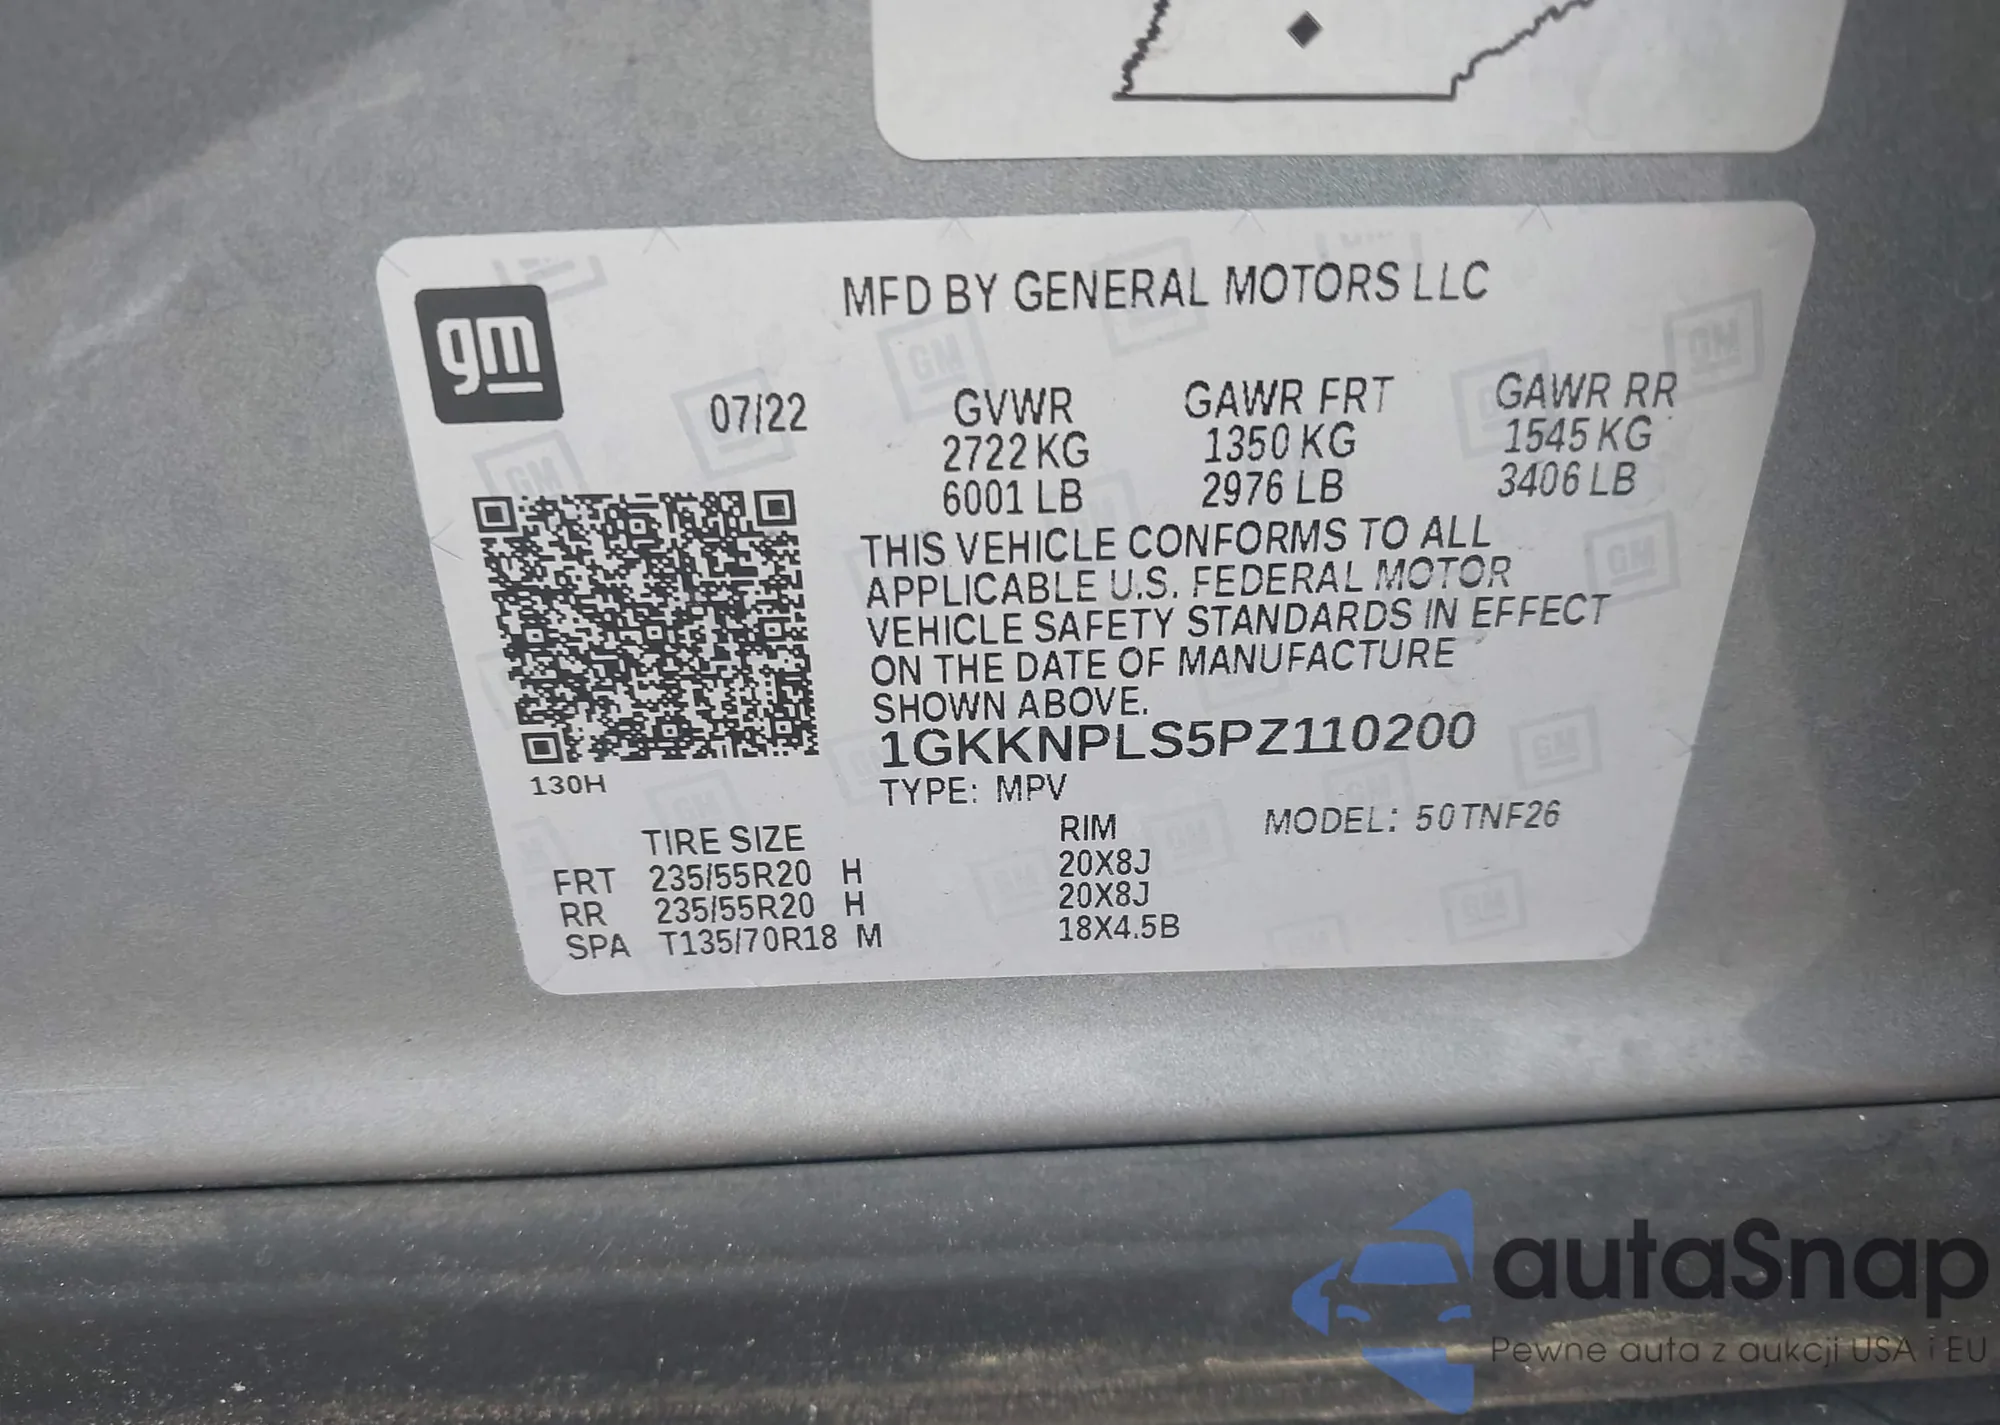 gm
MFD BY GENERAL MOTORS LLC
07/22 GVWR GAWR FRT GAWR RR
2722 KG 1350 KG 1545 KG
6001 LB 2976 LB 3406 LB
THIS VEHICLE CONFORMS TO ALL
APPLICABLE U.S. FEDERAL MOTOR
VEHICLE SAFETY STANDARDS IN EFFECT
ON THE DATE OF MANUFACTURE
SHOWN ABOVE.
1GKKNPLS5PZ110200
130H
TYPE: MPV MODEL: 50TNF26
TIRE SIZE RIM
FRT 235/55R20 H 20X8J
RR 235/55R20 H 20X8J
SPA T135/70R18 M 18X4.5B
autaSnap
Pewne auta z aukcji USA i EU